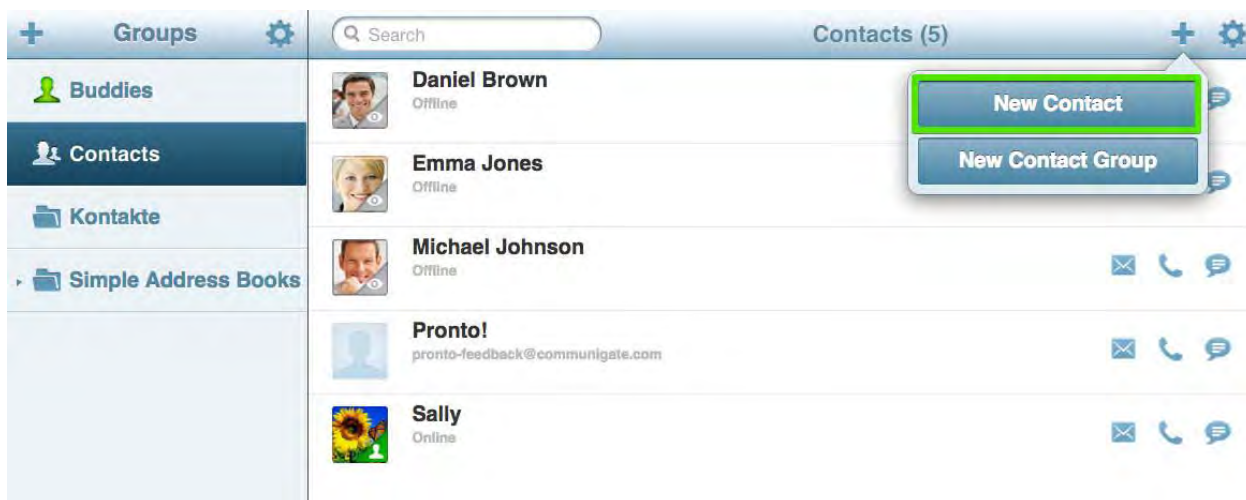 Groups
Search
Contacts (5)
Buddies
Contacts
Kontakte
Simple Address Books
Daniel Brown
Offline
New Contact
New Contact Group
Emma Jones
Offline
Michael Johnson
Offline
Pronto!
pronto-feedback@communigate.com
Sally
Online